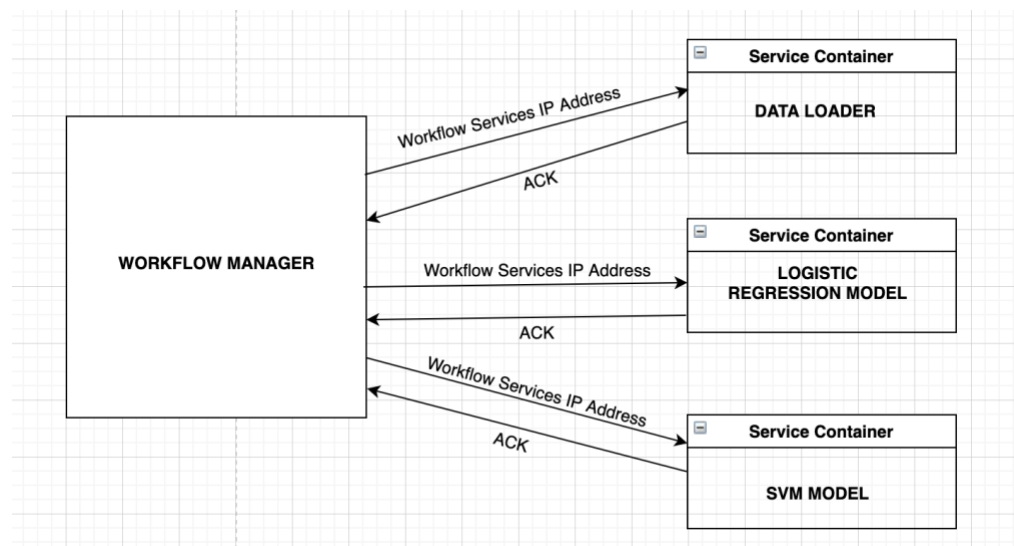 Service Container
DATA LOADER
Workflow Services IP Address
ACK
WORKFLOW MANAGER
Service Container
LOGISTIC
REGRESSION MODEL
Workflow Services IP Address
ACK
Workflow Services IP Address
ACK
Service Container
SVM MODEL